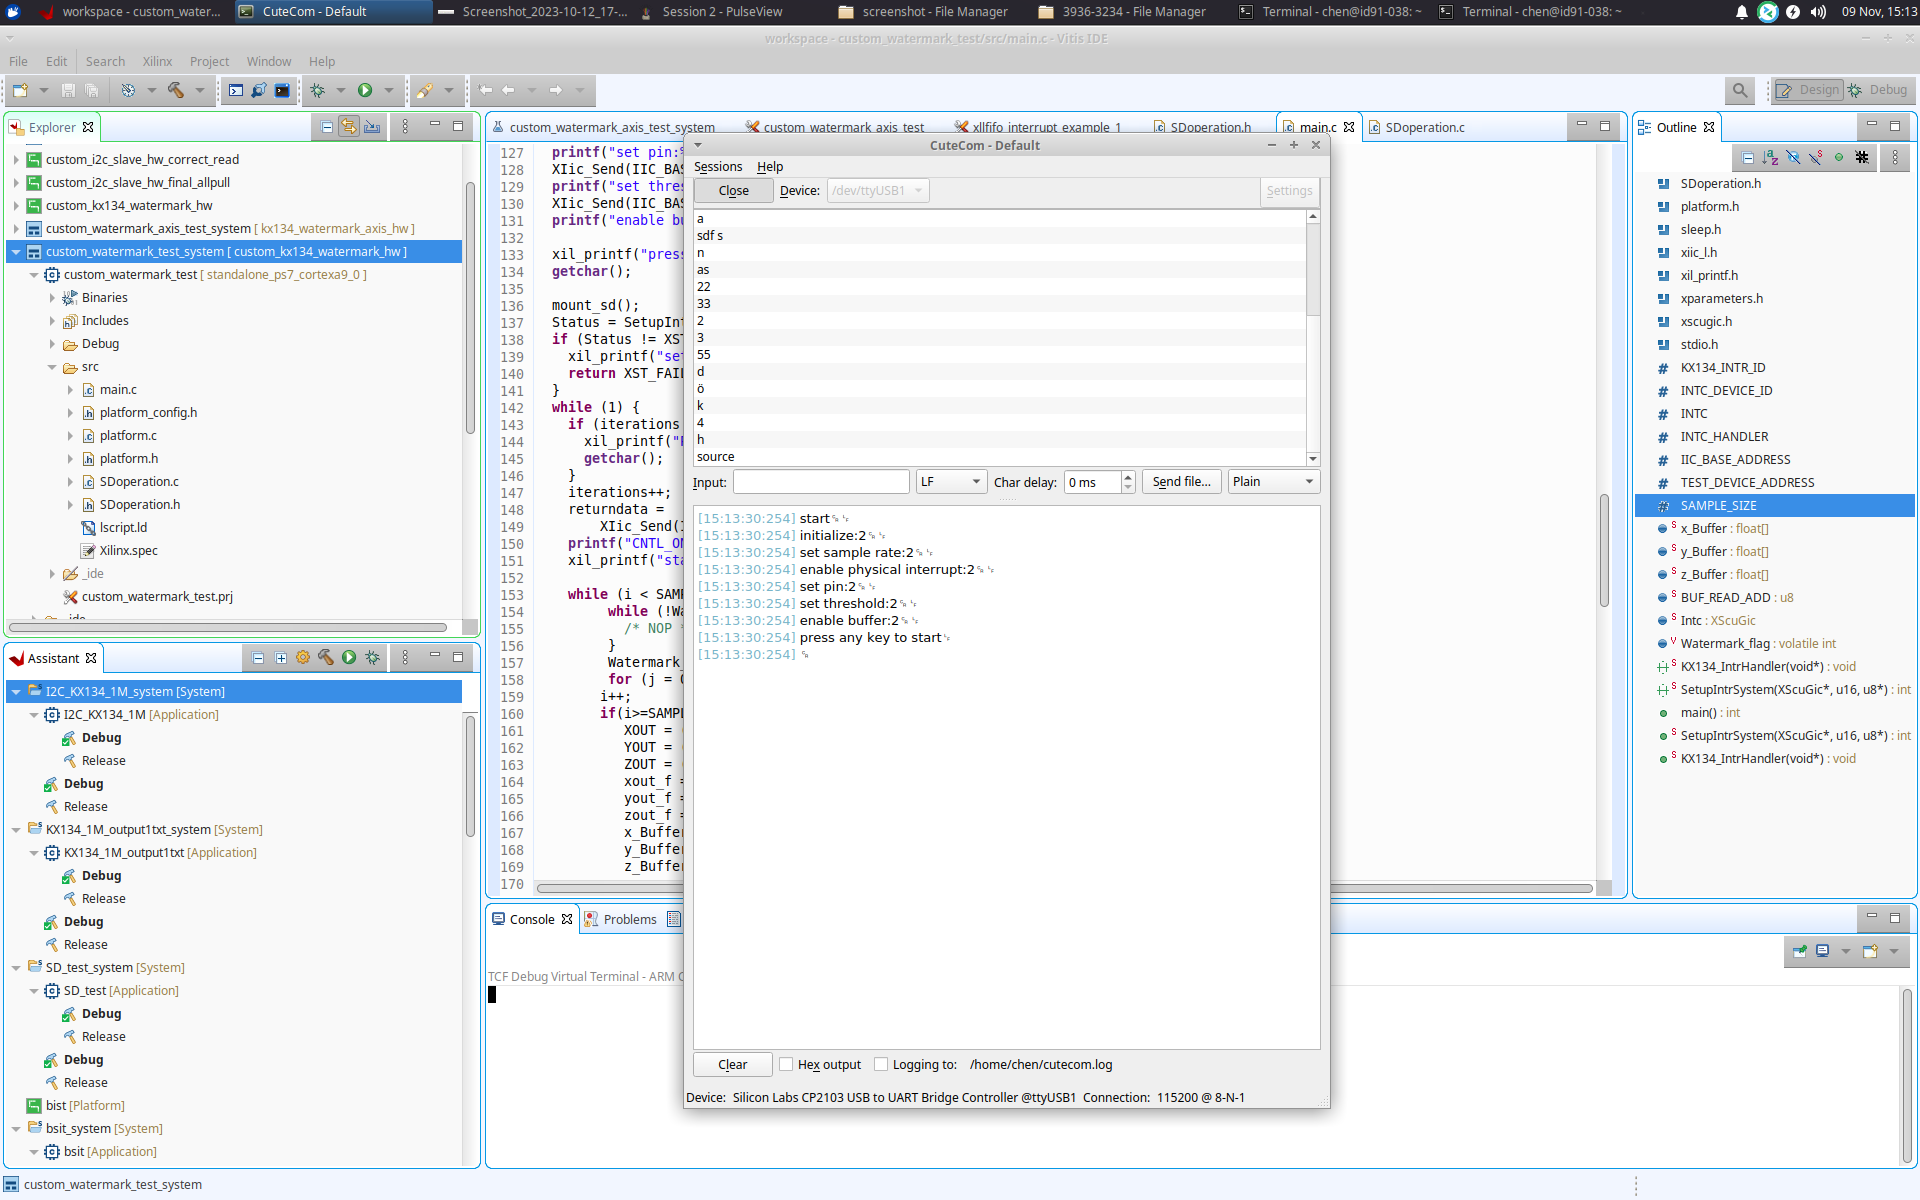 workspace - custom_water...
CuteCom - Default
Screenshot_2023-10-12_17-...
Session 2 - PulseView
screenshot - File Manager
3936-3234 - File Manager
Terminal - chen@id91-038: ~
Terminal - chen@id91-038: ~
09 Nov, 15:13
workspace - custom_watermark_test/src/main.c - Vitis IDE
File Edit Search Xilinx Project Window Help
Design
Debug
Explorer
custom_i2c_slave_hw_correct_read
custom_i2c_slave_hw_final_allpull
custom_kx134_watermark_hw
custom_watermark_axis_test_system [ kx134_watermark_axis_hw ]
custom_watermark_test_system [ custom_kx134_watermark_hw ]
custom_watermark_test [ standalone_ps7_cortexa9_0 ]
Binaries
Includes
Debug
src
main.c
platform_config.h
platform.c
platform.h
SDoperation.c
SDoperation.h
lscript.ld
Xilinx.spec
_ide
custom_watermark_test.prj
_ide
Assistant
I2C_KX134_1M_system [System]
I2C_KX134_1M [Application]
Debug
Release
Debug
Release
KX134_1M_output1txt_system [System]
KX134_1M_output1txt [Application]
Debug
Release
Debug
Release
SD_test_system [System]
SD_test [Application]
Debug
Release
Debug
Release
bist [Platform]
bsit_system [System]
bsit [Application]
custom_watermark_test_system
custom_watermark_axis_test_system
custom_watermark_axis_test
xllfifo_interrupt_example_1
SDoperation.h
main.c
SDoperation.c
127 printf("set pin:%
128 XIic_Send(IIC_BAS
129 printf("set thres
130 XIic_Send(IIC_BAS
131 printf("enable bu
132
133 xil_printf("press
134 getchar();
135
136 mount_sd();
137 Status = SetupInt
138 if (Status != XST
139 xil_printf("set
140 return XST_FAIL
141 }
142 while (1) {
143 if (iterations
144 xil_printf("
145 getchar();
146 }
147 iterations++;
148 returndata =
149 XIic_Send(I
150 printf("CNTL_ON
151 xil_printf("sta
152
153 while (i < SAMP
154 while (!Wa
155 /* NOP
156 }
157 Watermark_
158 for (j = 0
159 i++;
160 if(i>=SAMPL
161 XOUT =
162 YOUT =
163 ZOUT =
164 xout_f =
165 yout_f =
166 zout_f =
167 x_Buffer
168 y_Buffer
169 z_Buffer
170
CuteCom - Default
Sessions Help
Close Device: /dev/ttyUSB1 Settings
a
sdf s
n
as
22
33
2
3
55
d
ö
k
4
h
source
Input: LF Char delay: 0 ms Send file... Plain
[15:13:30:254] start
[15:13:30:254] initialize:2
[15:13:30:254] set sample rate:2
[15:13:30:254] enable physical interrupt:2
[15:13:30:254] set pin:2
[15:13:30:254] set threshold:2
[15:13:30:254] enable buffer:2
[15:13:30:254] press any key to start
[15:13:30:254]
Clear Hex output Logging to: /home/chen/cutecom.log
Device: Silicon Labs CP2103 USB to UART Bridge Controller @ttyUSB1 Connection: 115200 @ 8-N-1
Console
Problems
TCF Debug Virtual Terminal - ARM C
Outline
SDoperation.h
platform.h
sleep.h
xiic_l.h
xil_printf.h
xparameters.h
xscugic.h
stdio.h
KX134_INTR_ID
INTC_DEVICE_ID
INTC
INTC_HANDLER
IIC_BASE_ADDRESS
TEST_DEVICE_ADDRESS
SAMPLE_SIZE
x_Buffer : float[]
y_Buffer : float[]
z_Buffer : float[]
BUF_READ_ADD : u8
Intc : XScuGic
Watermark_flag : volatile int
KX134_IntrHandler(void*) : void
SetupIntrSystem(XScuGic*, u16, u8*) : int
main() : int
SetupIntrSystem(XScuGic*, u16, u8*) : int
KX134_IntrHandler(void*) : void